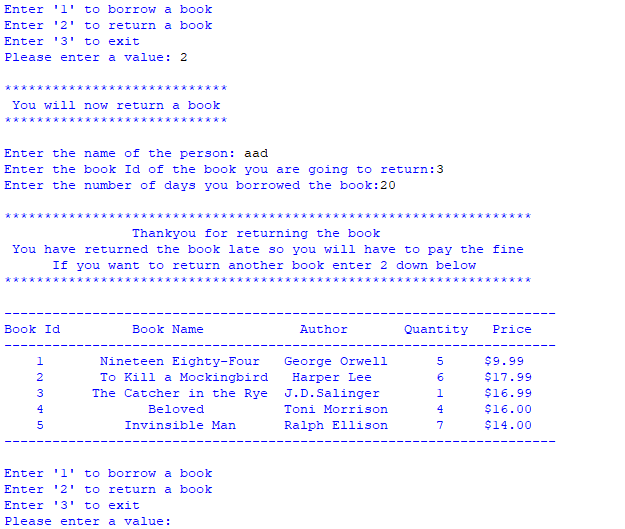 Enter '1' to borrow a book
Enter '2' to return a book
Enter '3' to exit
Please enter a value: 2
****************************
You will now return a book
****************************
Enter the name of the person: aad
Enter the book Id of the book you are going to return:3
Enter the number of days you borrowed the book:20
******************************************************************
Thankyou for returning the book
You have returned the book late so you will have to pay the fine
If you want to return another book enter 2 down below
******************************************************************
---------------------------------------------------------------------
Book Id Book Name Author Quantity Price
---------------------------------------------------------------------
1 Nineteen Eighty-Four George Orwell 5 $9.99
2 To Kill a Mockingbird Harper Lee 6 $17.99
3 The Catcher in the Rye J.D.Salinger 1 $16.99
4 Beloved Toni Morrison 4 $16.00
5 Invinsible Man Ralph Ellison 7 $14.00
---------------------------------------------------------------------
Enter '1' to borrow a book
Enter '2' to return a book
Enter '3' to exit
Please enter a value: